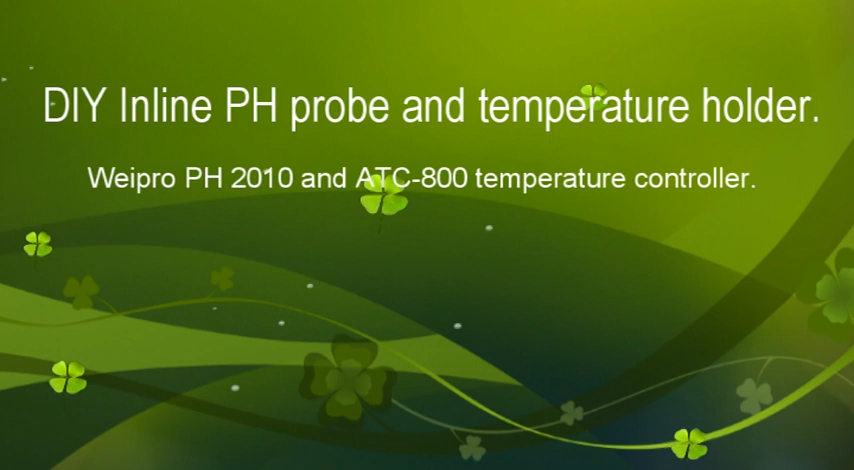 DIY Inline PH probe and temperature holder.
Weipro PH 2010 and ATC-800 temperature controller.